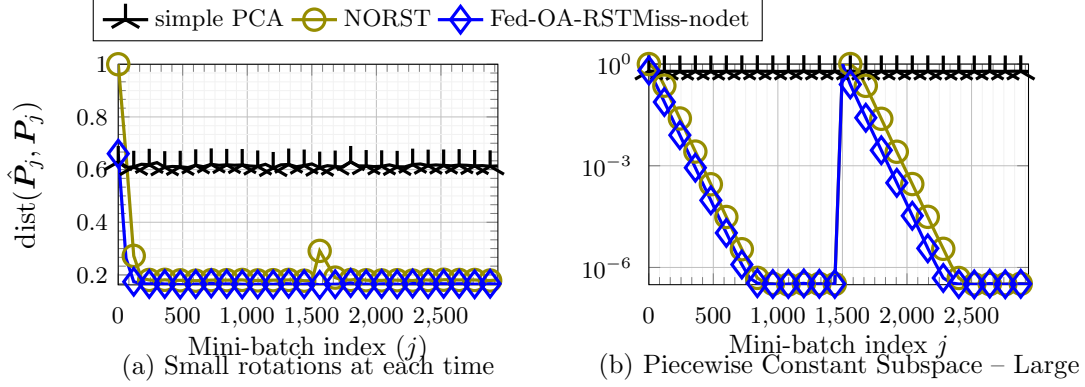 simple PCA NORST Fed-OA-RSTMiss-nodet
dist(P̂_j, P_j)
1
0.8
0.6
0.4
0.2
0 500 1,000 1,500 2,000 2,500
Mini-batch index (j)
(a) Small rotations at each time
10^0
10^−3
10^−6
0 500 1,000 1,500 2,000 2,500
Mini-batch index j
(b) Piecewise Constant Subspace – Large